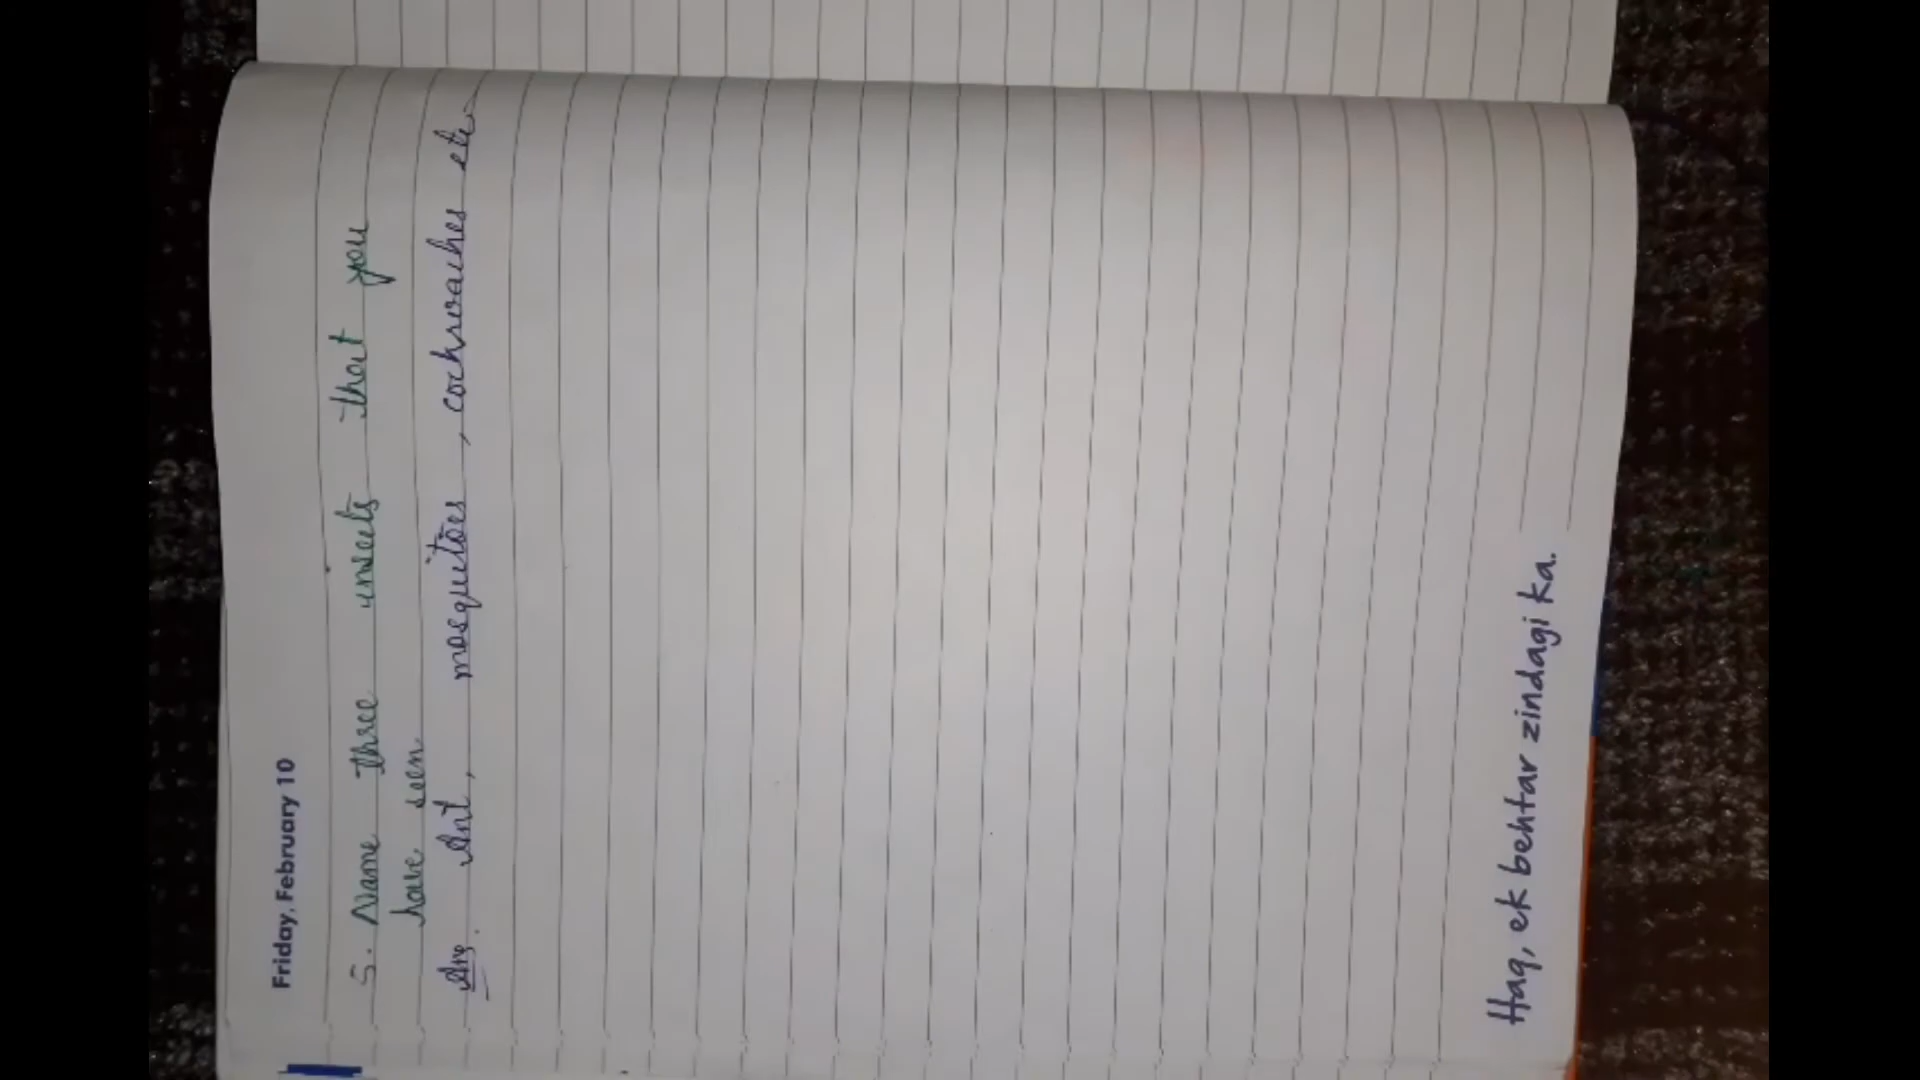 Friday, February 10
5. Name three insects that you
have seen
Ans. Ant, mosquitoes, cockroaches etc
Haq, ek behtar zindagi ka.